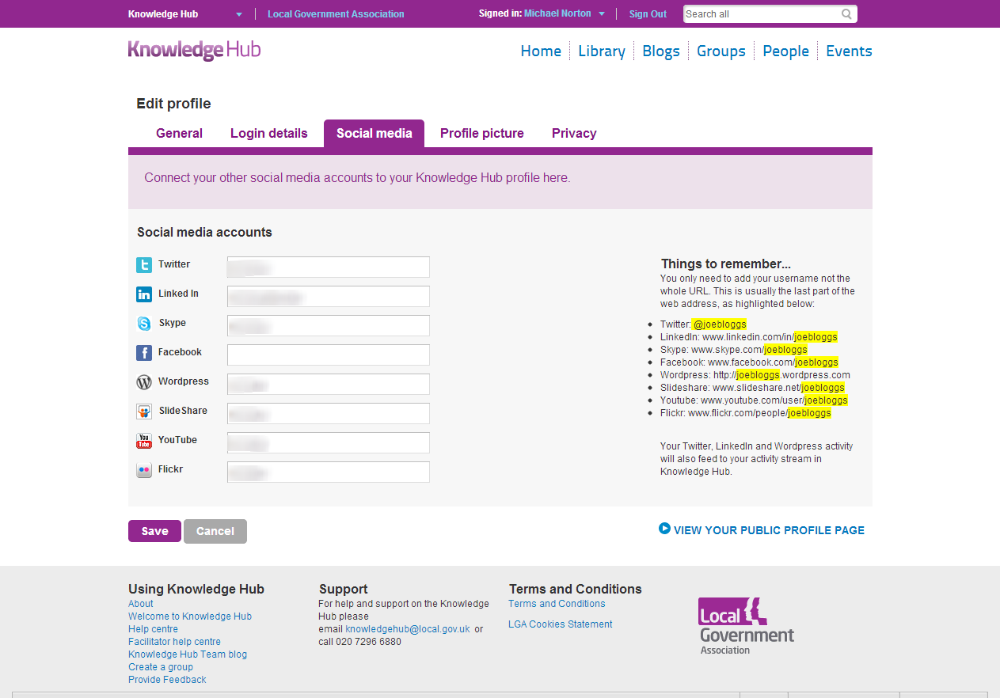 Knowledge Hub
Local Government Association
Signed in: Michael Norton
Sign Out
Search all
Knowledge Hub
Home
Library
Blogs
Groups
People
Events
Edit profile
General
Login details
Social media
Profile picture
Privacy
Connect your other social media accounts to your Knowledge Hub profile here.
Social media accounts
Twitter
Linked In
Skype
Facebook
Wordpress
SlideShare
You
Tube
YouTube
Flickr
Things to remember...
You only need to add your username not the
whole URL. This is usually the last part of the
web address, as highlighted below:
Twitter: @joebloggs
LinkedIn: www.linkedin.com/in/joebloggs
Skype: www.skype.com/joebloggs
Facebook: www.facebook.com/joebloggs
Wordpress: http://joebloggs.wordpress.com
Slideshare: www.slideshare.net/joebloggs
Youtube: www.youtube.com/user/joebloggs
Flickr: www.flickr.com/people/joebloggs
Your Twitter, LinkedIn and Wordpress activity
will also feed to your activity stream in
Knowledge Hub.
Save
Cancel
VIEW YOUR PUBLIC PROFILE PAGE
Using Knowledge Hub
About
Welcome to Knowledge Hub
Help centre
Facilitator help centre
Knowledge Hub Team blog
Create a group
Provide Feedback
Support
For help and support on the Knowledge
Hub please
email knowledgehub@local.gov.uk or
call 020 7296 6880
Terms and Conditions
Terms and Conditions
LGA Cookies Statement
Local
Government
Association